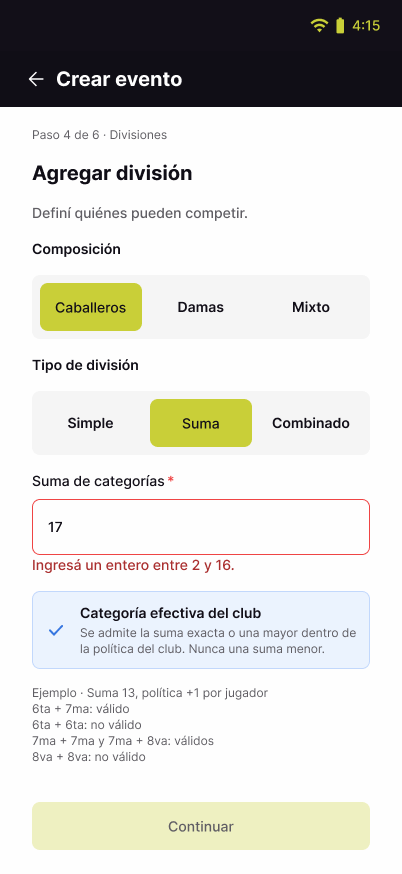 4:15
Crear evento
Paso 4 de 6 · Divisiones
Agregar división
Definí quiénes pueden competir.
Composición
Caballeros Damas Mixto
Tipo de división
Simple Suma Combinado
Suma de categorías *
17
Ingresá un entero entre 2 y 16.
Categoría efectiva del club
Se admite la suma exacta o una mayor dentro de
la política del club. Nunca una suma menor.
Ejemplo · Suma 13, política +1 por jugador
6ta + 7ma: válido
6ta + 6ta: no válido
7ma + 7ma y 7ma + 8va: válidos
8va + 8va: no válido
Continuar